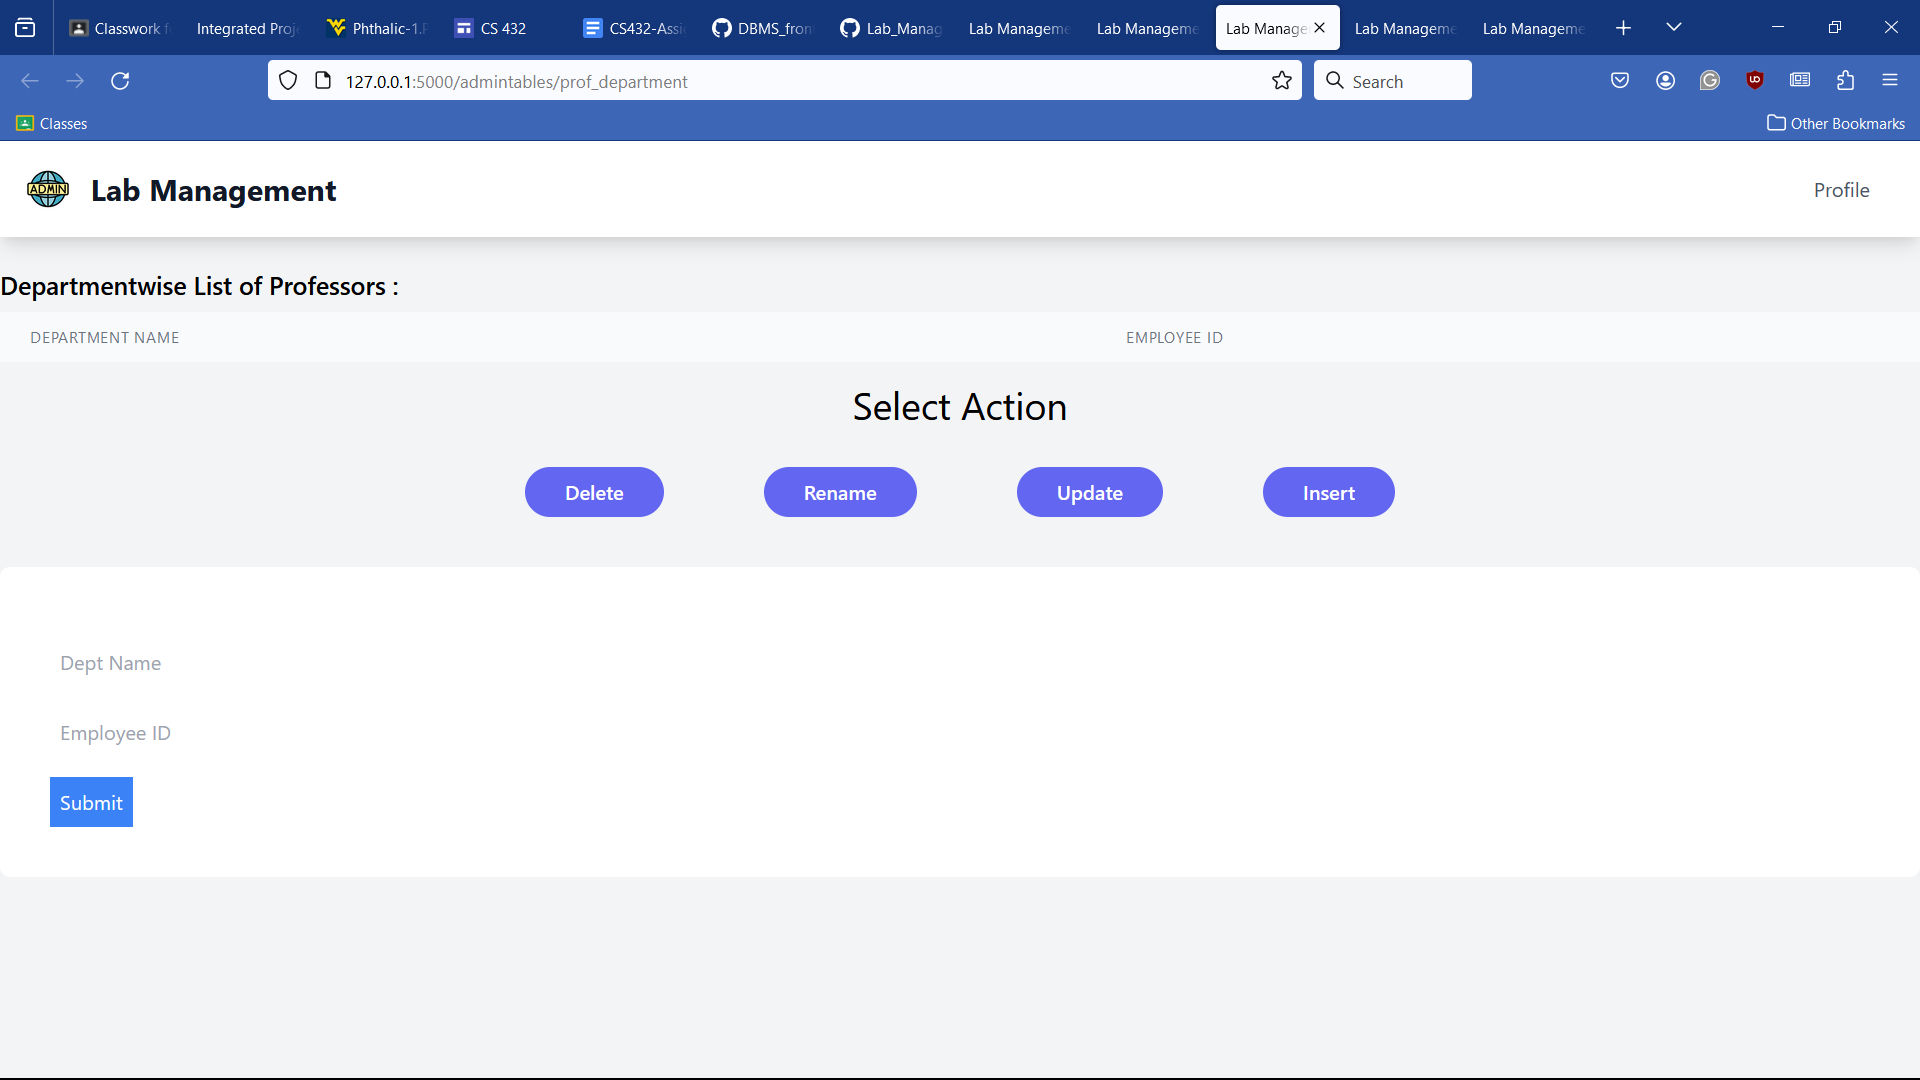 Classwork f
Integrated Proj
Phthalic-1.P
CS 432
CS432-Assi
DBMS_fron
Lab_Manag
Lab Manageme
Lab Manageme
Lab Manage
Lab Manageme
Lab Manageme
127.0.0.1:5000/admintables/prof_department
Search
Classes
Other Bookmarks
ADMIN
Lab Management
Profile
Departmentwise List of Professors :
DEPARTMENT NAME
EMPLOYEE ID
Select Action
Delete
Rename
Update
Insert
Dept Name
Employee ID
Submit